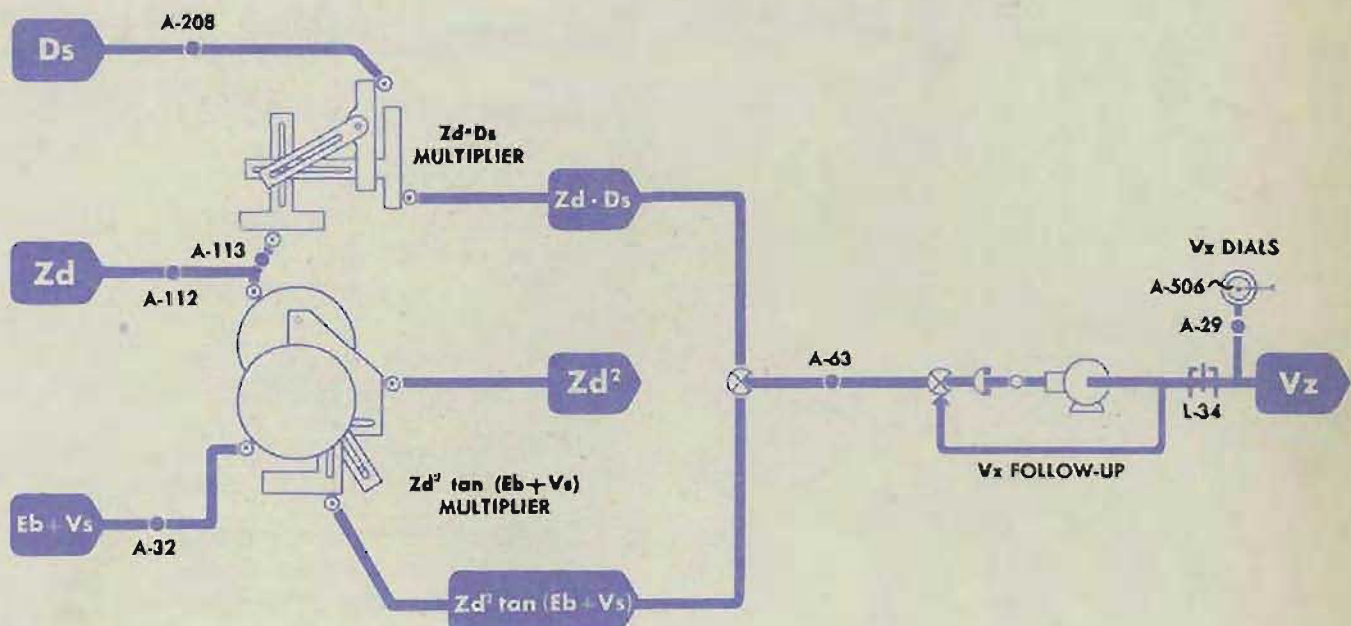 A-208
Ds
Zd·Ds
MULTIPLIER
Zd · Ds
A-113
Zd
A-112
Vz DIALS
A-506
A-29
A-63
Zd²
Vz
L-34
Vz FOLLOW-UP
Zd² tan (Eb+Vs)
MULTIPLIER
Eb+Vs
A-32
Zd² tan (Eb+Vs)